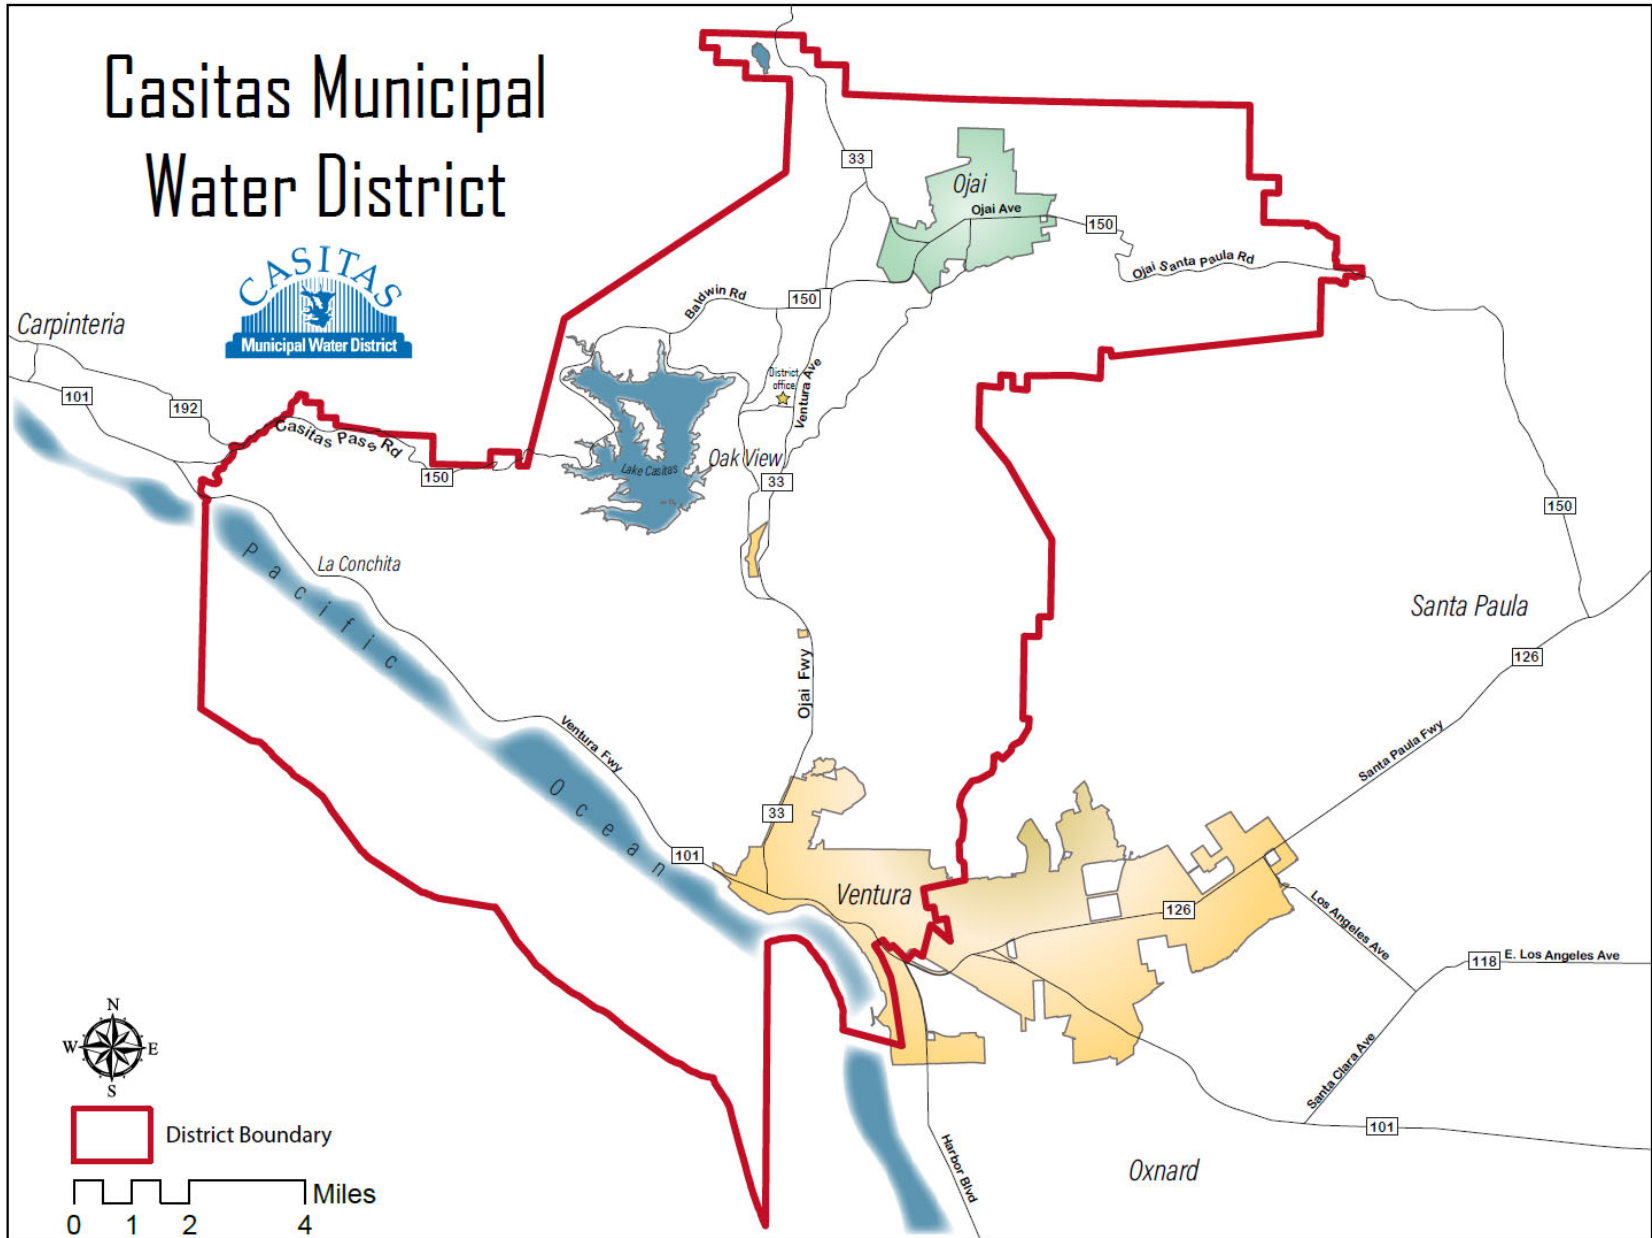 Casitas Municipal
Water District
CASITAS
Municipal Water District
33
Ojai
Ojai Ave
150
Ojai Santa Paula Rd
Baldwin Rd
150
Carpinteria
101
192
Casitas Pass Rd
150
District
office
Ventura Ave
Lake Casitas
Oak View
33
150
La Conchita
Pacific
Ocean
Santa Paula
126
Ojai Fwy
Ventura Fwy
Santa Paula Fwy
33
101
Ventura
126
Los Angeles Ave
118
E. Los Angeles Ave
Santa Clara Ave
101
Harbor Blvd
Oxnard
N
W
E
S
District Boundary
Miles
0 1 2 4